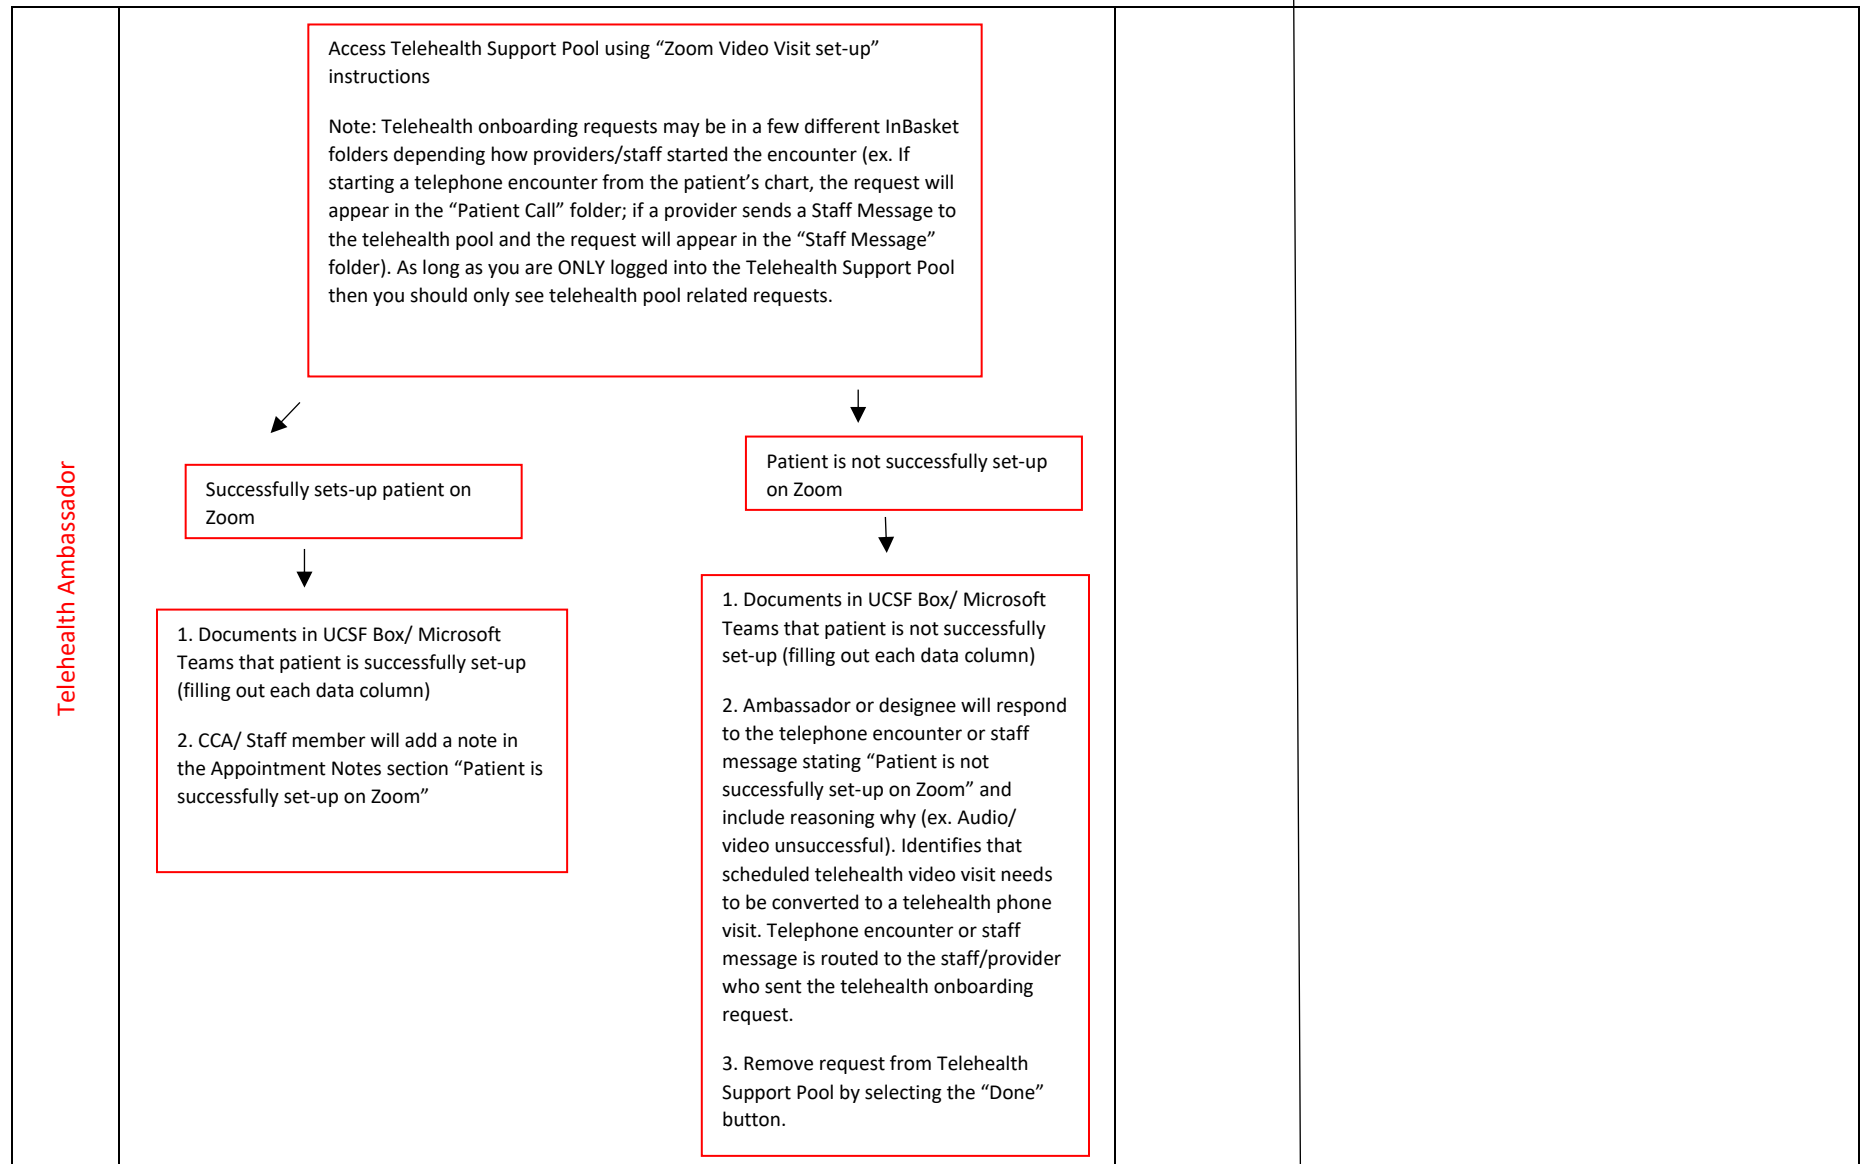 Telehealth Ambassador
Access Telehealth Support Pool using “Zoom Video Visit set-up”
instructions
Note: Telehealth onboarding requests may be in a few different InBasket
folders depending how providers/staff started the encounter (ex. If
starting a telephone encounter from the patient’s chart, the request will
appear in the “Patient Call” folder; if a provider sends a Staff Message to
the telehealth pool and the request will appear in the “Staff Message”
folder). As long as you are ONLY logged into the Telehealth Support Pool
then you should only see telehealth pool related requests.
Successfully sets-up patient on
Zoom
1. Documents in UCSF Box/ Microsoft
Teams that patient is successfully set-up
(filling out each data column)
2. CCA/ Staff member will add a note in
the Appointment Notes section “Patient is
successfully set-up on Zoom”
Patient is not successfully set-up
on Zoom
1. Documents in UCSF Box/ Microsoft
Teams that patient is not successfully
set-up (filling out each data column)
2. Ambassador or designee will respond
to the telephone encounter or staff
message stating “Patient is not
successfully set-up on Zoom” and
include reasoning why (ex. Audio/
video unsuccessful). Identifies that
scheduled telehealth video visit needs
to be converted to a telehealth phone
visit. Telephone encounter or staff
message is routed to the staff/provider
who sent the telehealth onboarding
request.
3. Remove request from Telehealth
Support Pool by selecting the “Done”
button.